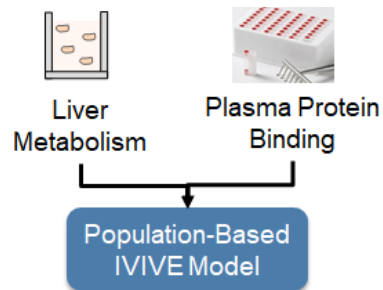 Liver
Metabolism
Plasma Protein
Binding
Population-Based
IVIVE Model